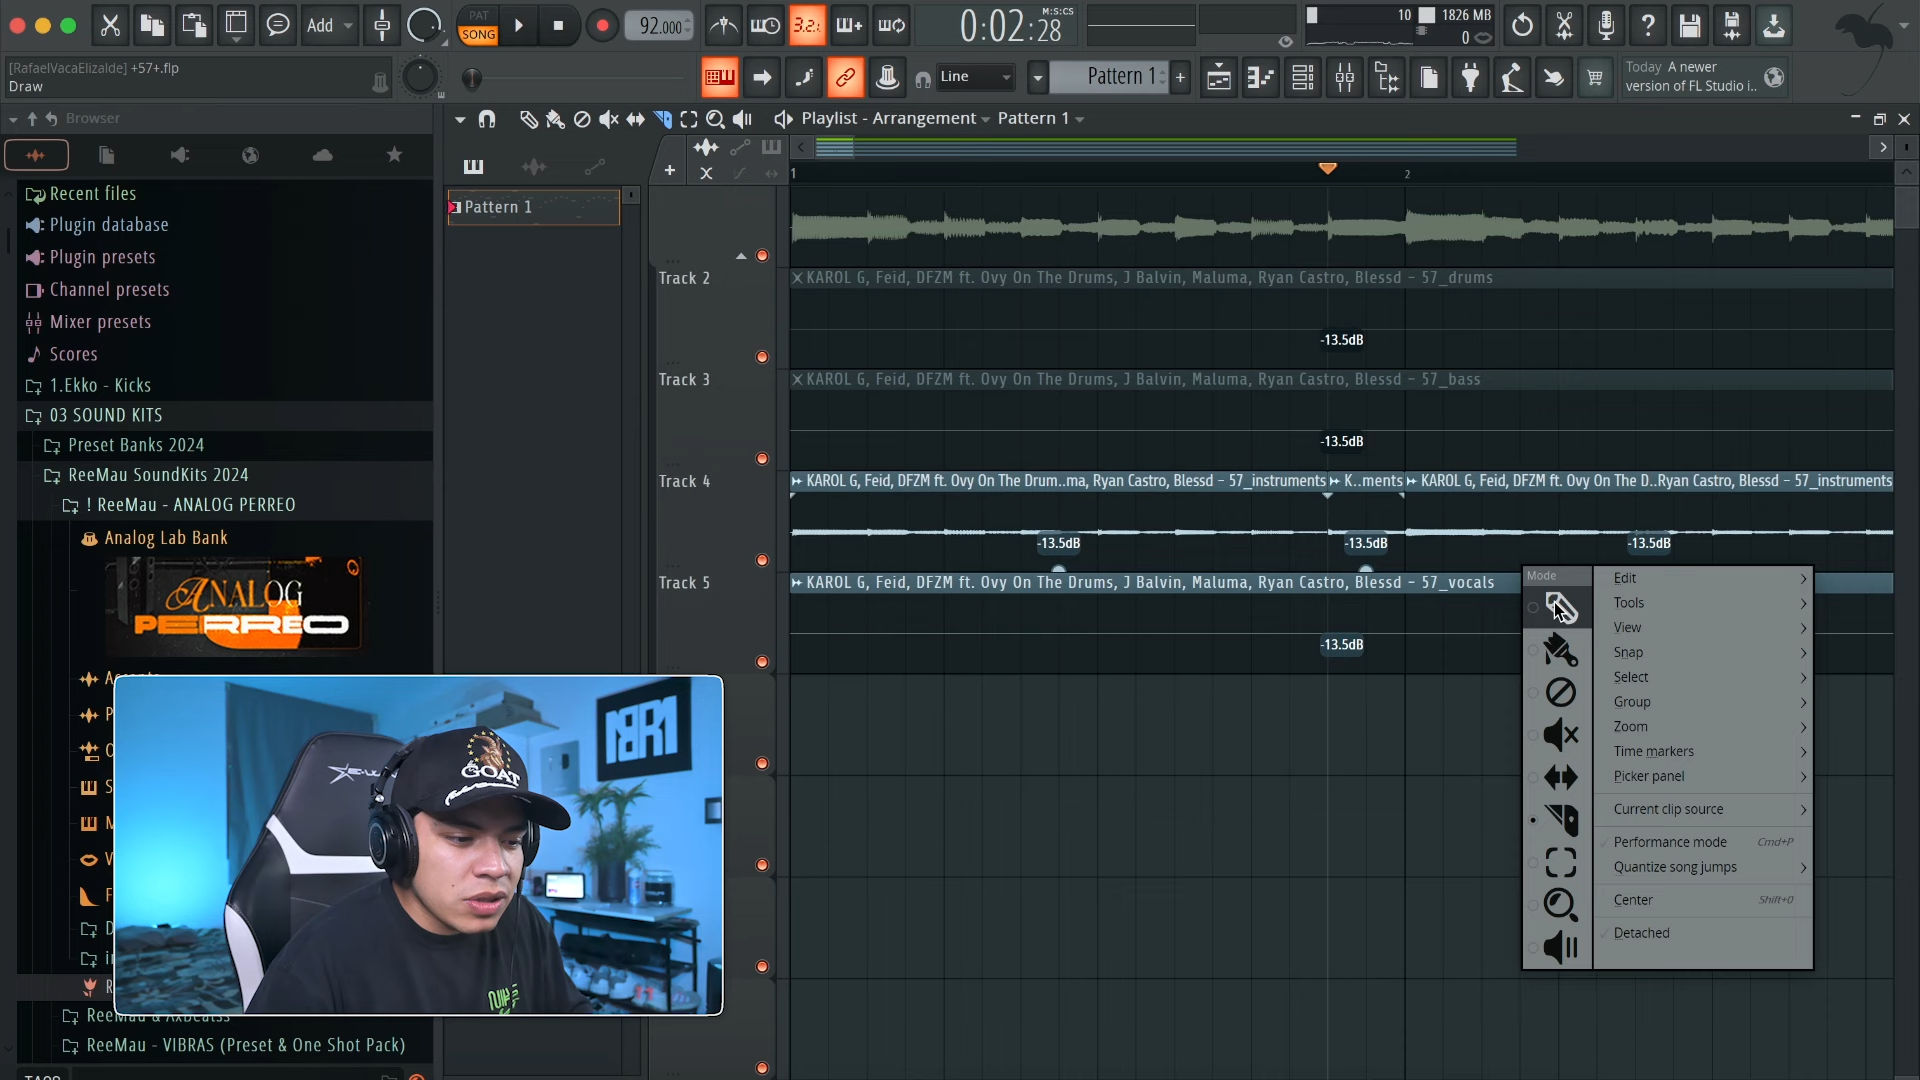 Add
PAT
SONG
92.000
3.2.
M:S:CS
0:02:28
10
1826 MB
0
[RafaelVacaElizalde] +57+.flp
Draw
Line
Pattern 1
+
Today A newer
version of FL Studio i..
Browser
Playlist - Arrangement
Pattern 1
1
2
Recent files
Plugin database
Plugin presets
Channel presets
Mixer presets
Scores
1.Ekko - Kicks
03 SOUND KITS
Preset Banks 2024
ReeMau SoundKits 2024
! ReeMau - ANALOG PERREO
Analog Lab Bank
ANALOG
PERREO
ReeMau - VIBRAS (Preset & One Shot Pack)
Pattern 1
Track 2
KAROL G, Feid, DFZM ft. Ovy On The Drums, J Balvin, Maluma, Ryan Castro, Blessd - 57_drums
-13.5dB
Track 3
KAROL G, Feid, DFZM ft. Ovy On The Drums, J Balvin, Maluma, Ryan Castro, Blessd - 57_bass
-13.5dB
Track 4
KAROL G, Feid, DFZM ft. Ovy On The Drum..ma, Ryan Castro, Blessd - 57_instruments
K..ments
KAROL G, Feid, DFZM ft. Ovy On The D..Ryan Castro, Blessd - 57_instruments
-13.5dB
-13.5dB
-13.5dB
Track 5
KAROL G, Feid, DFZM ft. Ovy On The Drums, J Balvin, Maluma, Ryan Castro, Blessd - 57_vocals
-13.5dB
Mode
Edit
Tools
View
Snap
Select
Group
Zoom
Time markers
Picker panel
Current clip source
Performance mode Cmd+P
Quantize song jumps
Center Shift+0
Detached
GOAT